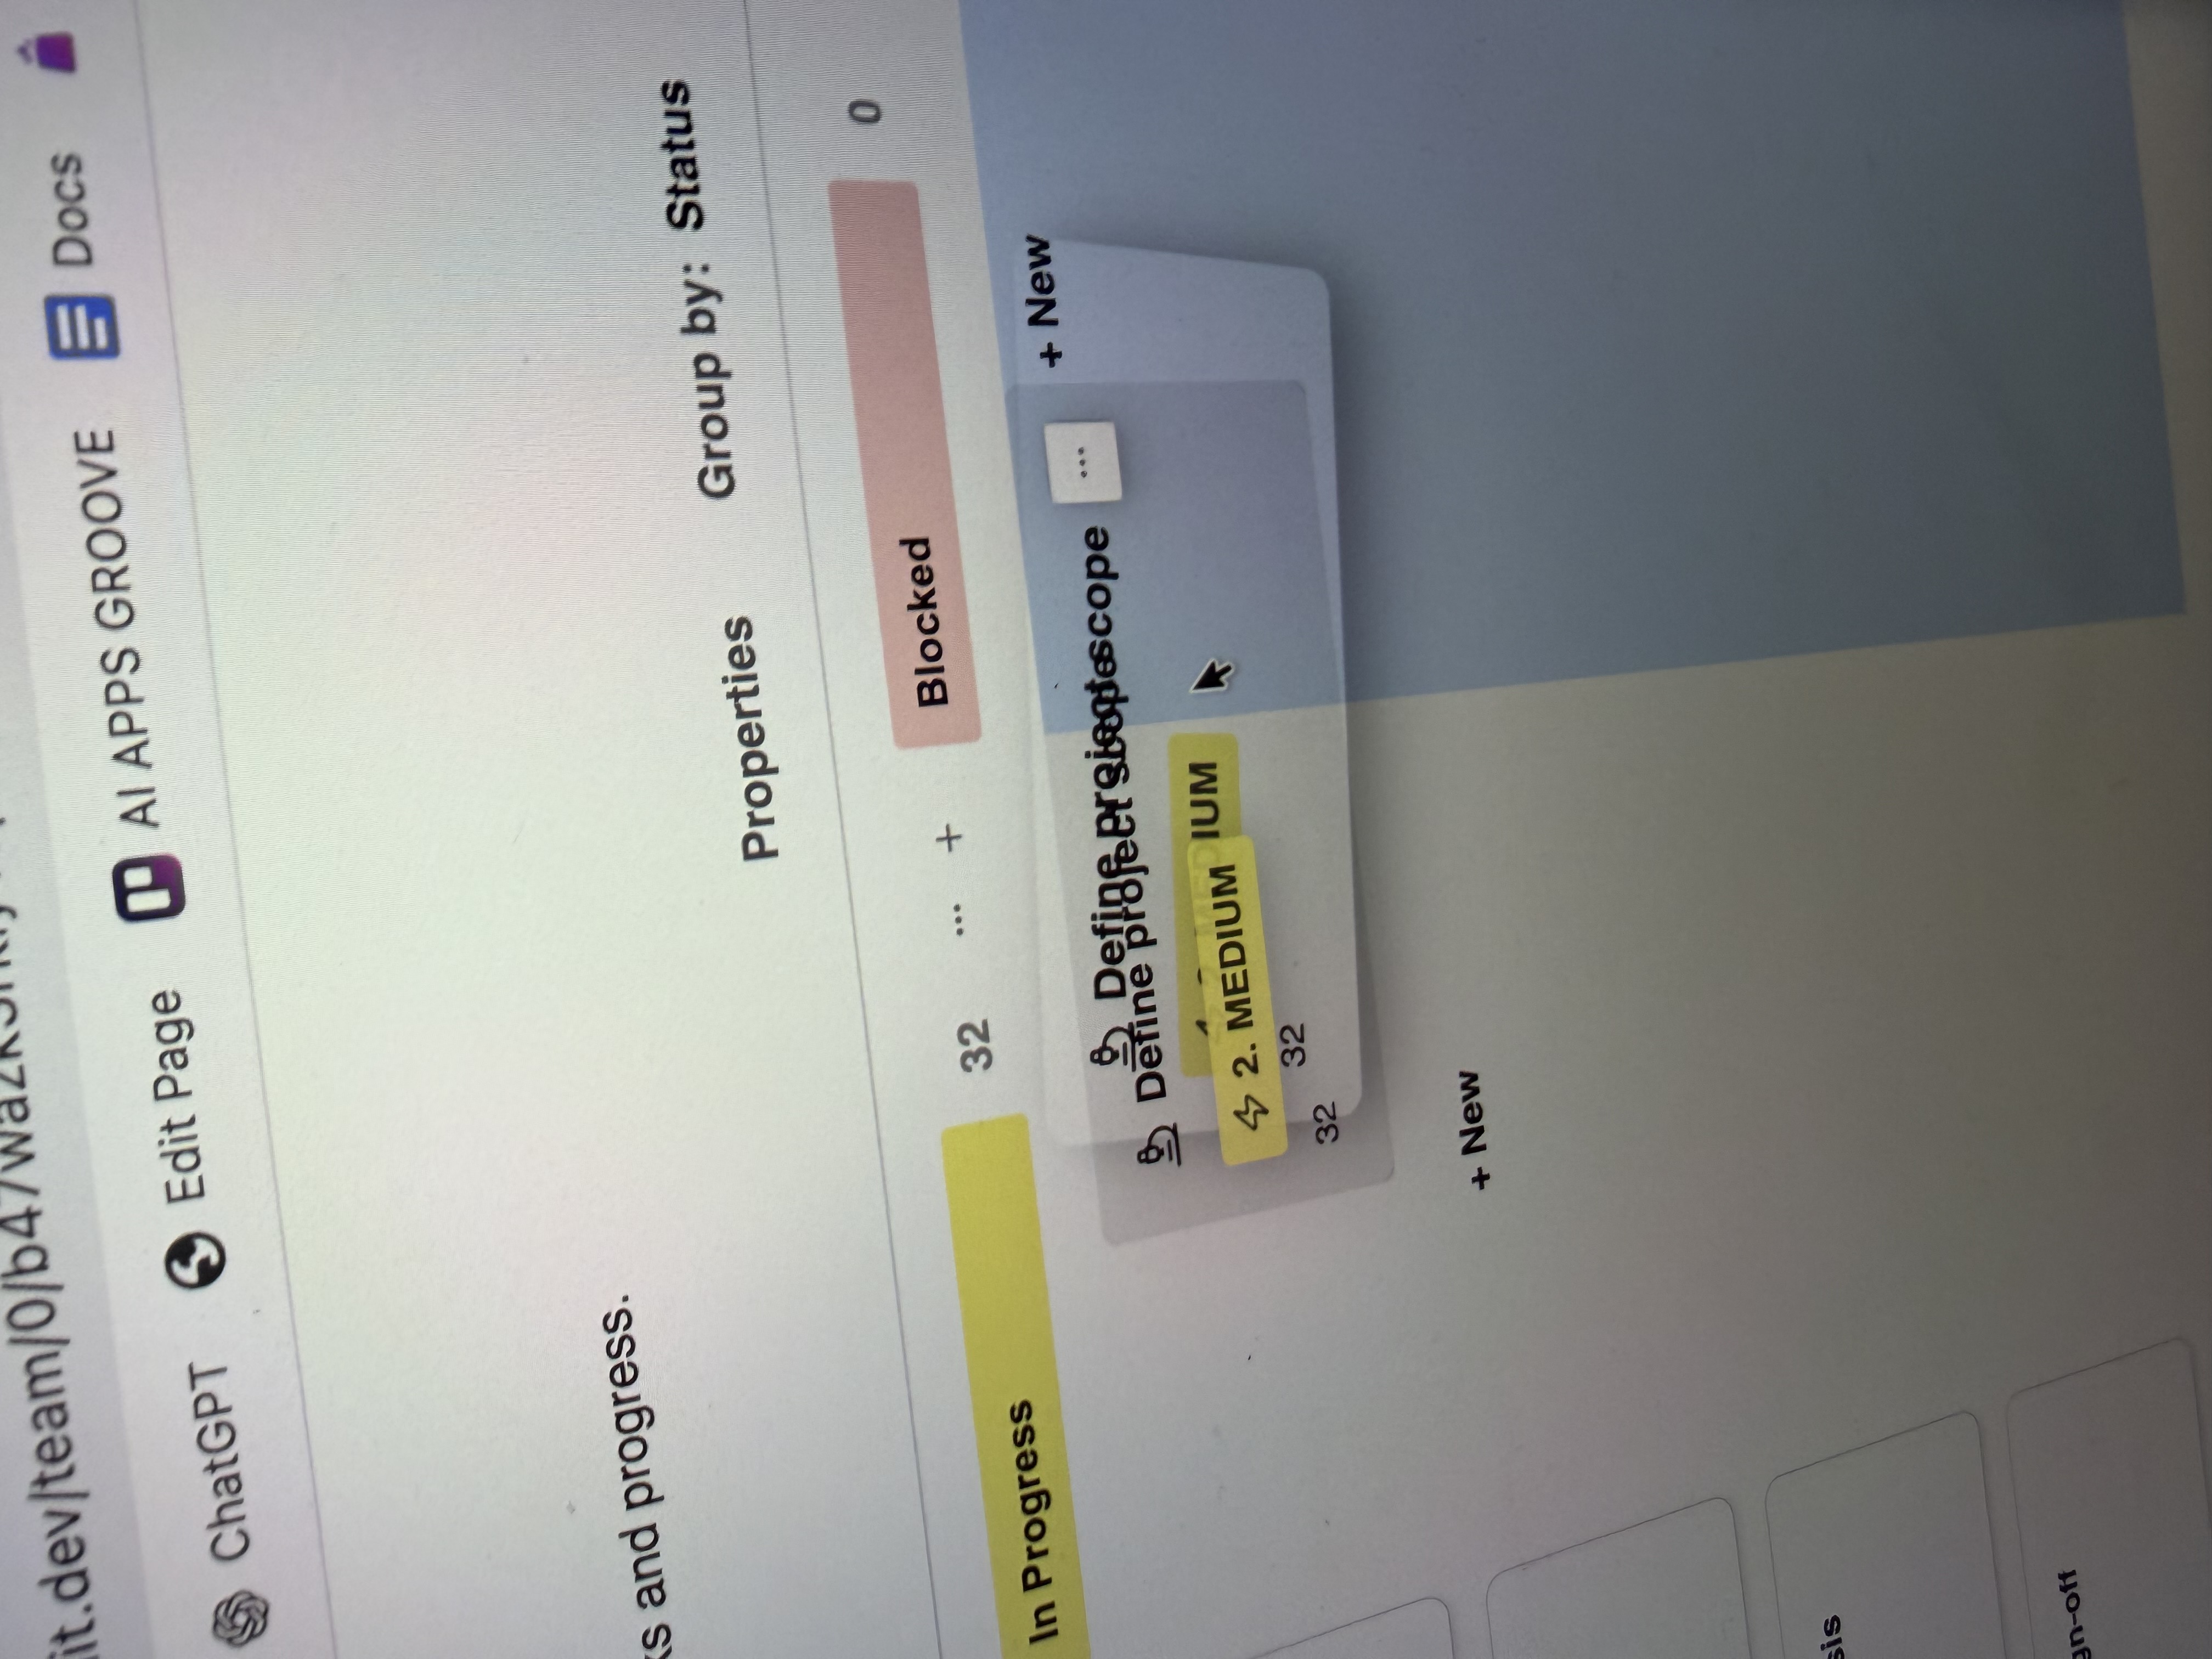 it.dev/team/0/b47wazk
ChatGPT
Edit Page
AI APPS GROOVE
Docs
ks and progress.
Properties
Group by: Status
In Progress
32
... +
Blocked
0
Define project scope
...
+ New
Define project scope
IUM
2. MEDIUM
32
32
+ New
sis
gn-off